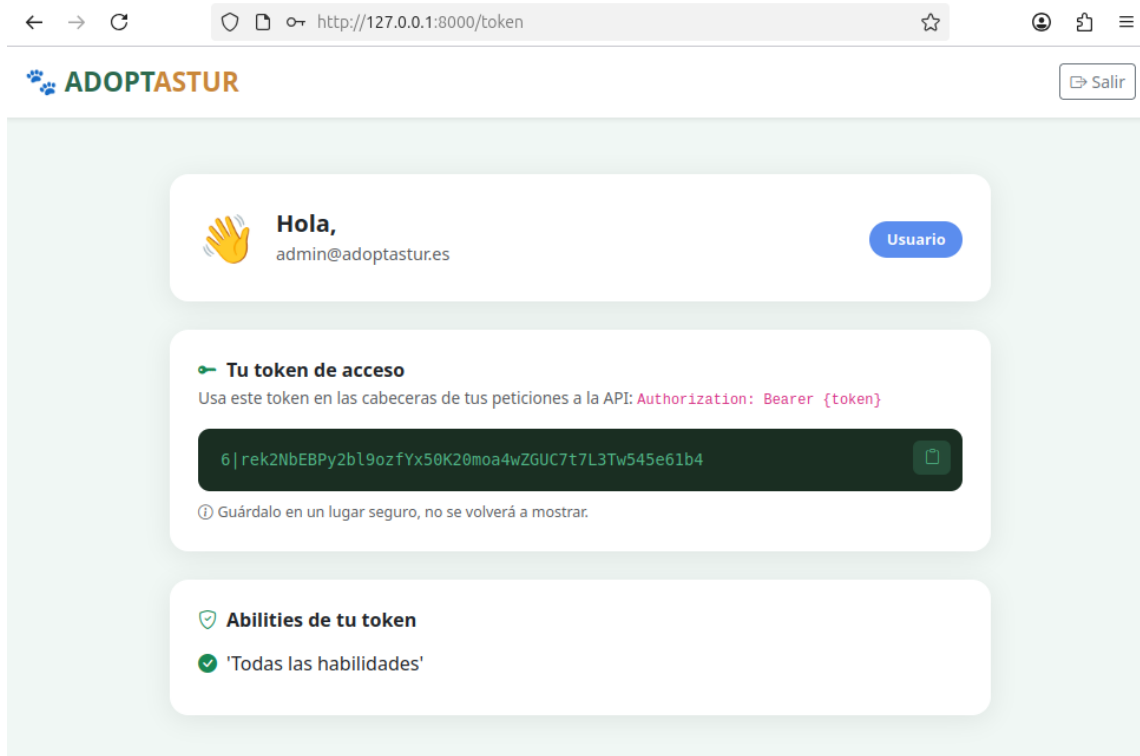 http://127.0.0.1:8000/token
ADOPTASTUR
Salir
Hola,
admin@adoptastur.es
Usuario
Tu token de acceso
Usa este token en las cabeceras de tus peticiones a la API: Authorization: Bearer {token}
6|rek2NbEBPy2bl9ozfYx50K20moa4wZGUC7t7L3Tw545e61b4
Guárdalo en un lugar seguro, no se volverá a mostrar.
Abilities de tu token
'Todas las habilidades'